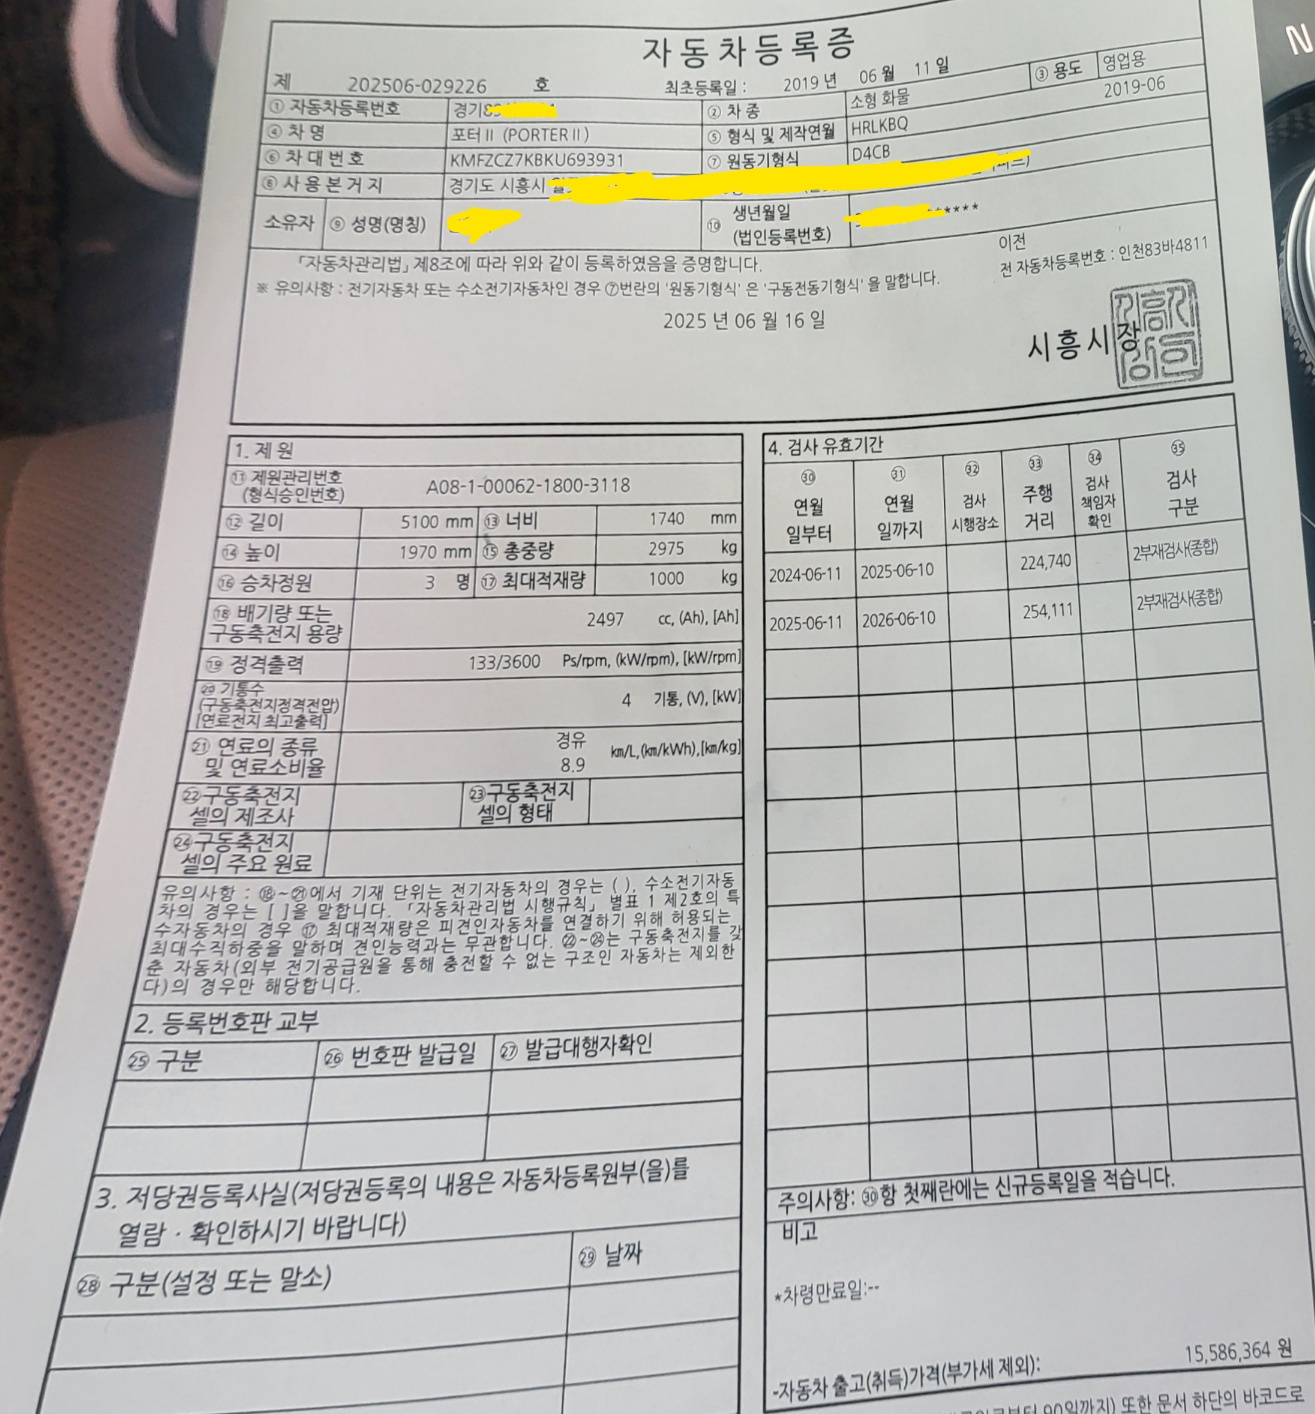 자동차등록증
제 202506-029226 호 최초등록일 : 2019 년 06 월 11 일 ③ 용도 영업용
① 자동차등록번호 경기8 ② 차 종 소형 화물
④ 차 명 포터Ⅱ (PORTERⅡ) ⑤ 형식 및 제작연월 HRLKBQ 2019-06
⑥ 차 대 번 호 KMFZCZ7KBKU693931 ⑦ 원동기형식 D4CB
⑧ 사 용 본 거 지 경기도 시흥시
소유자 ⑨ 성명(명칭) ⑩ 생년월일 (법인등록번호) ******
「자동차관리법」 제8조에 따라 위와 같이 등록하였음을 증명합니다. 이전
※ 유의사항 : 전기자동차 또는 수소전기자동차인 경우 ⑦번란의 '원동기형식' 은 '구동전동기형식' 을 말합니다. 전 자동차등록번호 : 인천83바4811
2025 년 06 월 16 일
시흥시장
1. 제 원
⑪ 제원관리번호 (형식승인번호) A08-1-00062-1800-3118
⑫ 길이 5100 mm ⑬ 너비 1740 mm
⑭ 높이 1970 mm ⑮ 총중량 2975 kg
⑯ 승차정원 3 명 ⑰ 최대적재량 1000 kg
⑱ 배기량 또는 구동축전지 용량 2497 cc, (Ah), [Ah]
⑲ 정격출력 133/3600 Ps/rpm, (kW/rpm), [kW/rpm]
⑳ 기통수
(구동축전지정격전압) 4 기통, (V), [kW]
[연료전지 최고출력]
㉑ 연료의 종류 경유 km/L,(km/kWh),[km/kg]
및 연료소비율 8.9
㉒구동축전지 셀의 제조사 ㉓구동축전지 셀의 형태
㉔구동축전지
셀의 주요 원료
유의사항 : ⑱~㉑에서 기재 단위는 전기자동차의 경우는 ( ), 수소전기자동
차의 경우는 [ ]을 말합니다. 「자동차관리법 시행규칙」 별표 1 제2호의 특
수자동차의 경우 ⑰ 최대적재량은 피견인자동차를 연결하기 위해 허용되는
최대수직하중을 말하며 견인능력과는 무관합니다. ㉒~㉔는 구동축전지를 갖
춘 자동차(외부 전기공급원을 통해 충전할 수 없는 구조인 자동차는 제외한
다)의 경우만 해당합니다.
2. 등록번호판 교부
㉕ 구분 ㉖ 번호판 발급일 ㉗ 발급대행자확인
3. 저당권등록사실(저당권등록의 내용은 자동차등록원부(을)를
열람 · 확인하시기 바랍니다)
㉘ 구분(설정 또는 말소) ㉙ 날짜
4. 검사 유효기간
㉚ 연월일부터 ㉛ 연월일까지 ㉜ 검사 시행장소 ㉝ 주행거리 ㉞ 검사 책임자 확인 ㉟ 검사구분
2024-06-11 2025-06-10 224,740 2부재검사(종합)
2025-06-11 2026-06-10 254,111 2부재검사(종합)
주의사항: ㉚항 첫째란에는 신규등록일을 적습니다.
비고
*차령만료일:--
-자동차 출고(취득)가격(부가세 제외): 15,586,364 원
90일까지) 또한 문서 하단의 바코드로